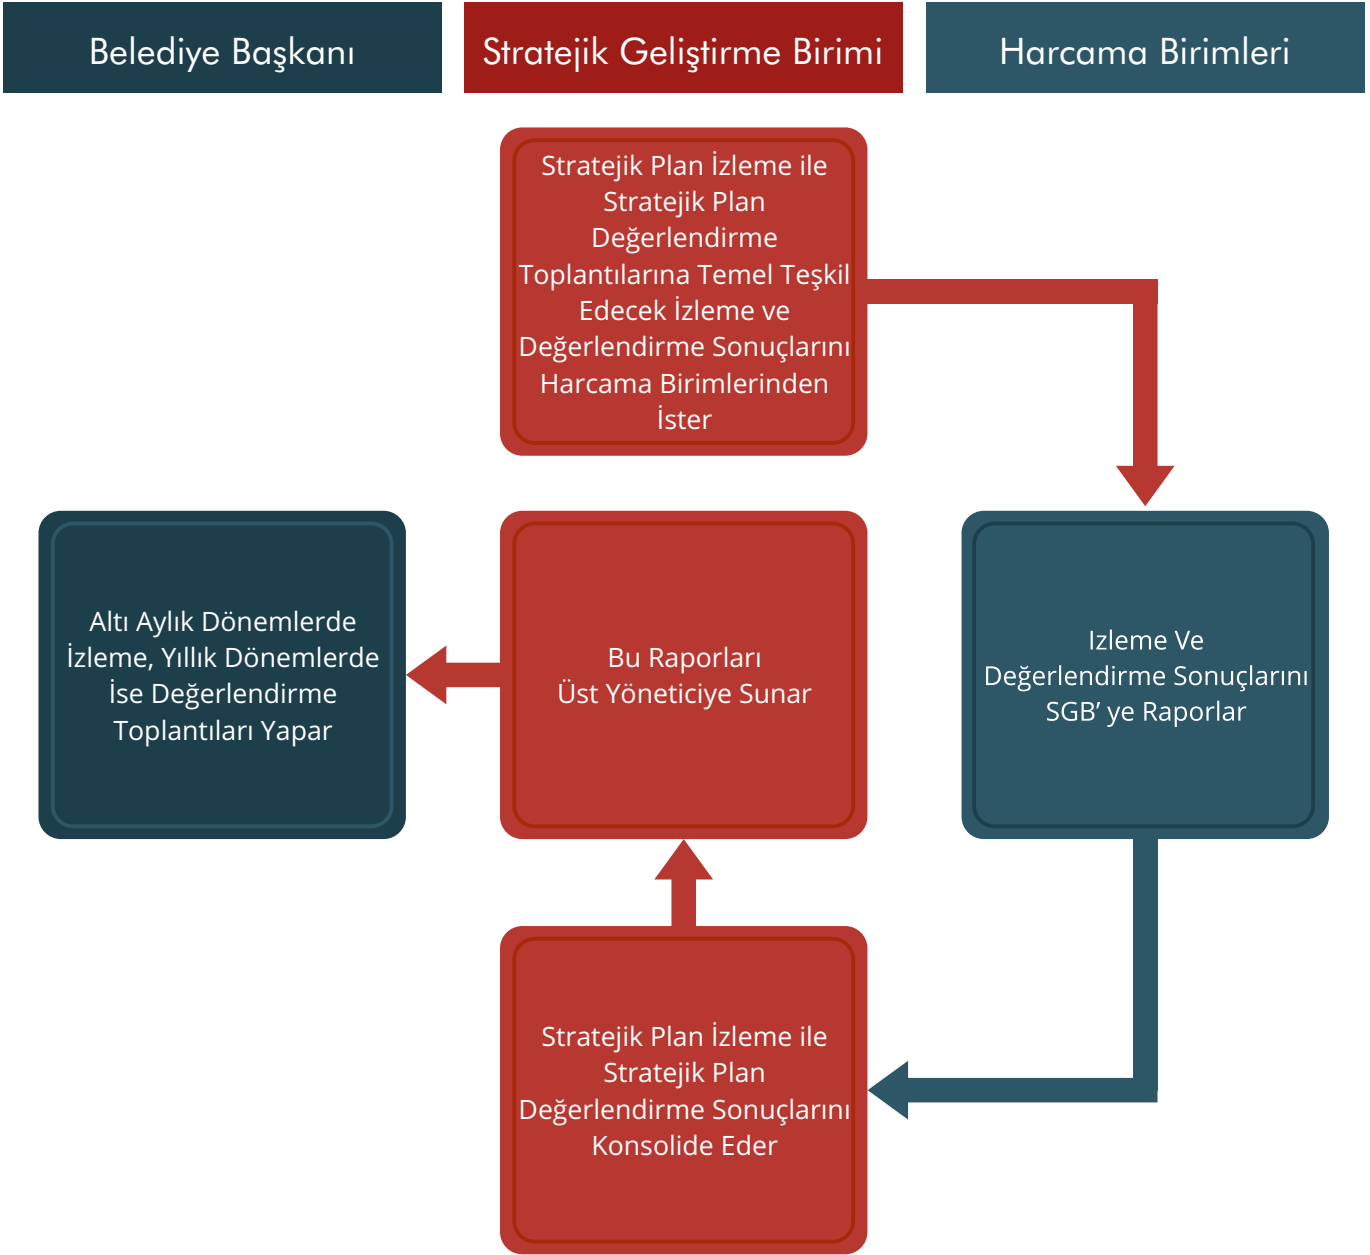 Belediye Başkanı
Stratejik Geliştirme Birimi
Harcama Birimleri
Stratejik Plan İzleme ile
Stratejik Plan
Değerlendirme
Toplantılarına Temel Teşkil
Edecek İzleme ve
Değerlendirme Sonuçlarını
Harcama Birimlerinden
İster
Altı Aylık Dönemlerde
İzleme, Yıllık Dönemlerde
İse Değerlendirme
Toplantıları Yapar
Bu Raporları
Üst Yöneticiye Sunar
Izleme Ve
Değerlendirme Sonuçlarını
SGB’ ye Raporlar
Stratejik Plan İzleme ile
Stratejik Plan
Değerlendirme Sonuçlarını
Konsolide Eder